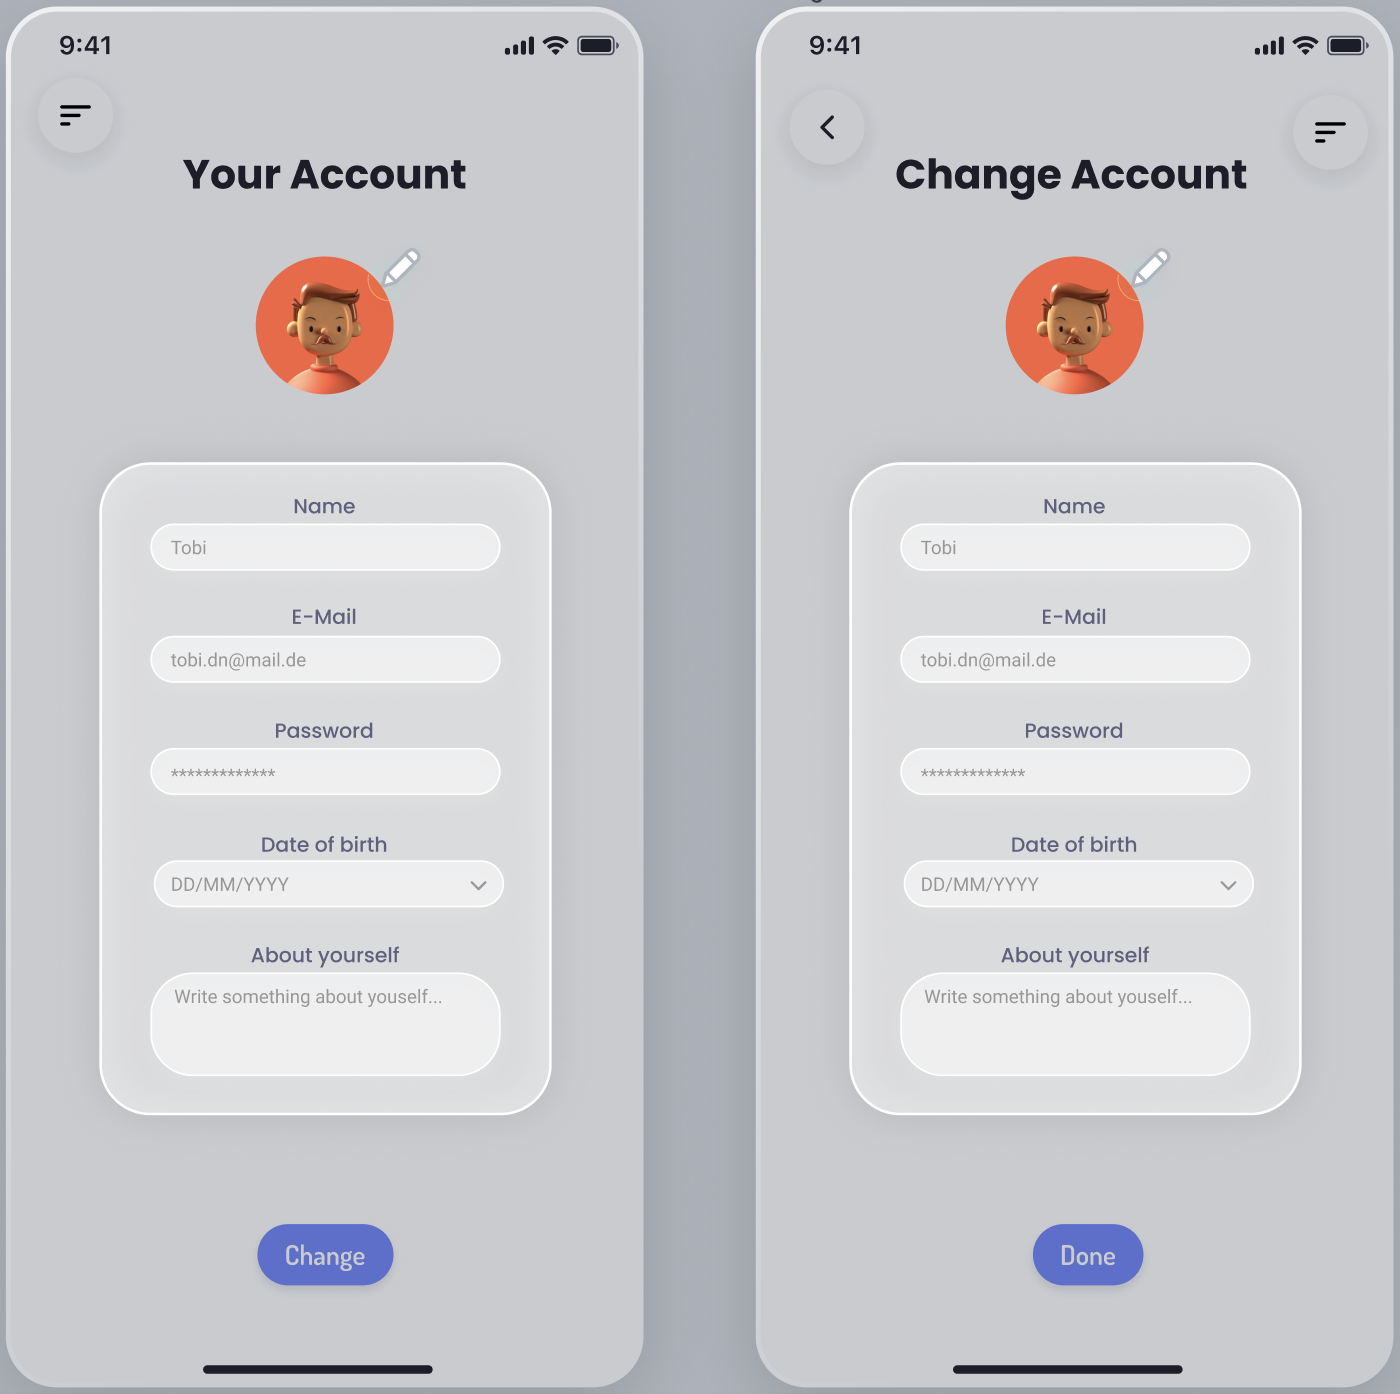 9:41
Your Account
Name
Tobi
E-Mail
tobi.dn@mail.de
Password
*************
Date of birth
DD/MM/YYYY
About yourself
Write something about youself...
Change
9:41
Change Account
Name
Tobi
E-Mail
tobi.dn@mail.de
Password
*************
Date of birth
DD/MM/YYYY
About yourself
Write something about youself...
Done